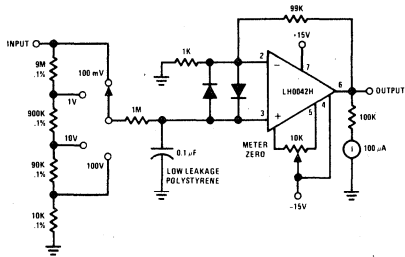 99K
INPUT
+15V
9M
.1%
100 mV
1K
2
7
1V
LH0042H
6
OUTPUT
900K
.1%
1M
3
5
4
10V
10K
100K
90K
.1%
100V
0.1 µF
METER
ZERO
I
100 µA
LOW LEAKAGE
POLYSTYRENE
10K
.1%
-15V